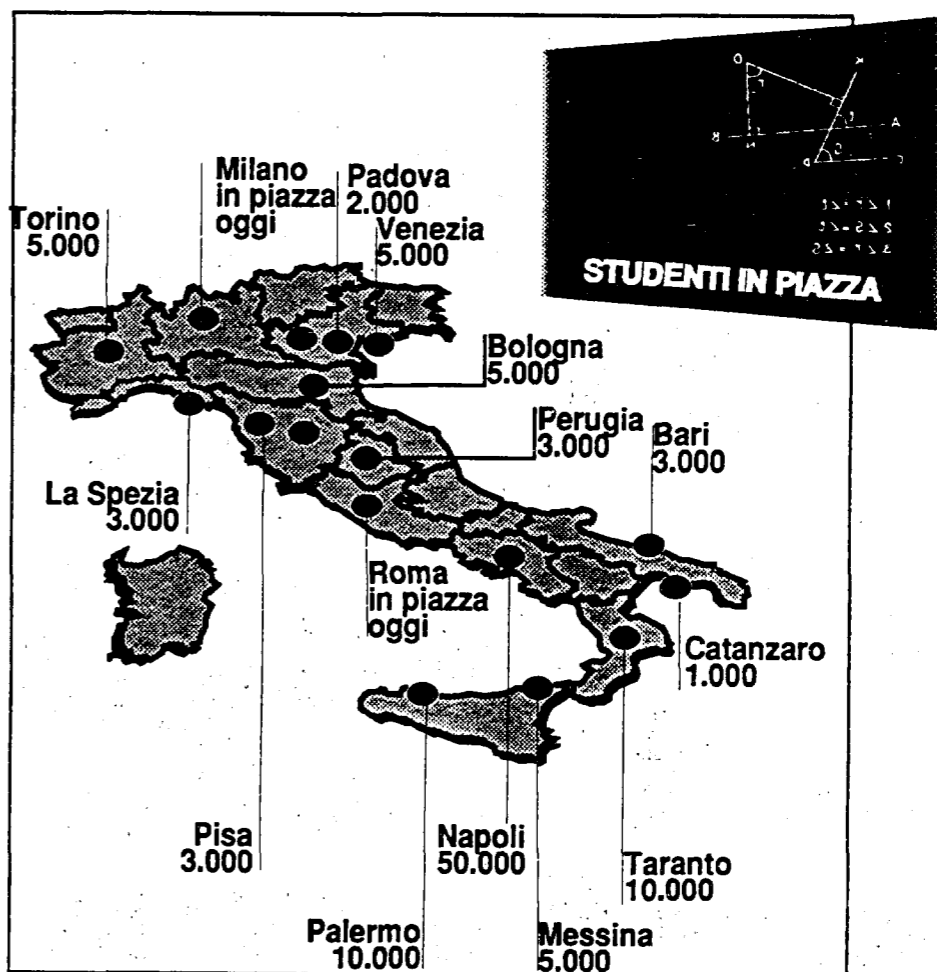 STUDENTI IN PIAZZA
Milano
in piazza
oggi
Padova
2.000
Venezia
5.000
Torino
5.000
Bologna
5.000
Perugia
3.000
Bari
3.000
La Spezia
3.000
Roma
in piazza
oggi
Catanzaro
1.000
Pisa
3.000
Napoli
50.000
Taranto
10.000
Palermo
10.000
Messina
5.000